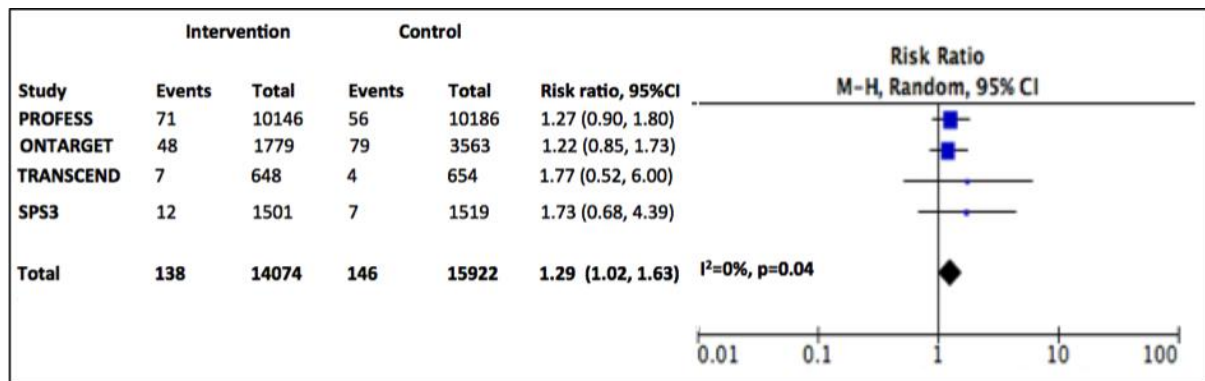 Intervention Control
Risk Ratio
Study Events Total Events Total Risk ratio, 95%CI M-H, Random, 95% CI
PROFESS 71 10146 56 10186 1.27 (0.90, 1.80)
ONTARGET 48 1779 79 3563 1.22 (0.85, 1.73)
TRANSCEND 7 648 4 654 1.77 (0.52, 6.00)
SPS3 12 1501 7 1519 1.73 (0.68, 4.39)
Total 138 14074 146 15922 1.29 (1.02, 1.63) I²=0%, p=0.04
0.01 0.1 1 10 100